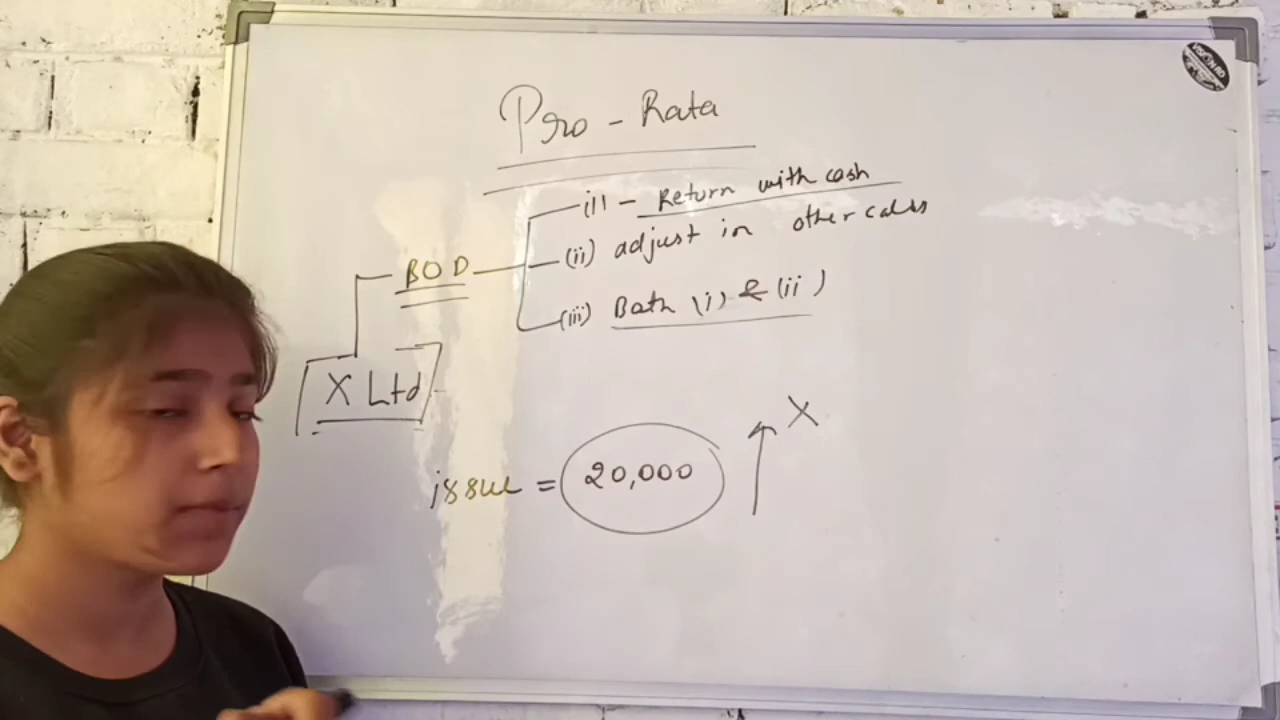 Pro - Rata
(i) - Return with cash
BOD
(ii) adjust in other calls
(iii) Both (i) & (ii)
X Ltd
X
issue = 20,000